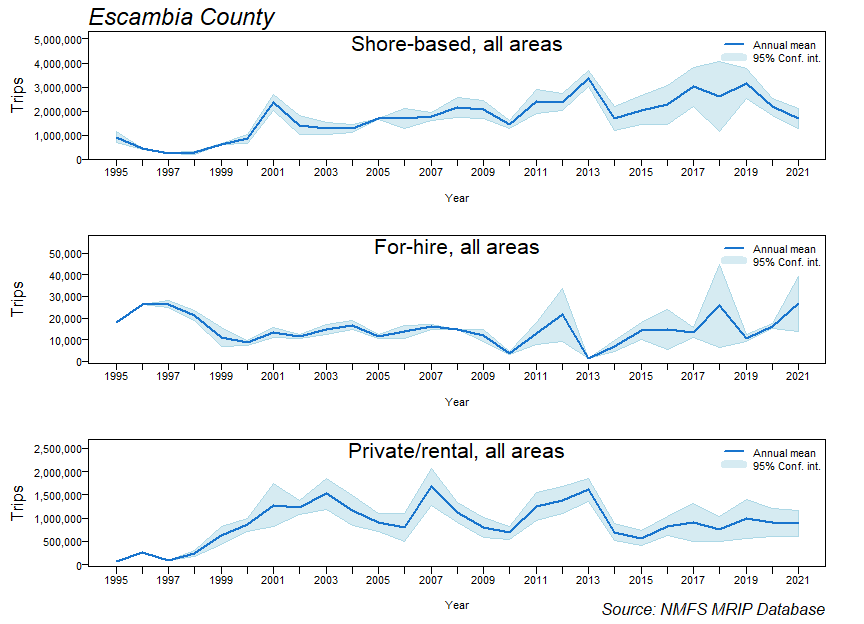 Escambia County
Shore-based, all areas
Annual mean
95% Conf. int.
Trips
5,000,000
4,000,000
3,000,000
2,000,000
1,000,000
0
1995 1997 1999 2001 2003 2005 2007 2009 2011 2013 2015 2017 2019 2021
Year
For-hire, all areas
Annual mean
95% Conf. int.
Trips
50,000
40,000
30,000
20,000
10,000
0
1995 1997 1999 2001 2003 2005 2007 2009 2011 2013 2015 2017 2019 2021
Year
Private/rental, all areas
Annual mean
95% Conf. int.
Trips
2,500,000
2,000,000
1,500,000
1,000,000
500,000
0
1995 1997 1999 2001 2003 2005 2007 2009 2011 2013 2015 2017 2019 2021
Year
Source: NMFS MRIP Database